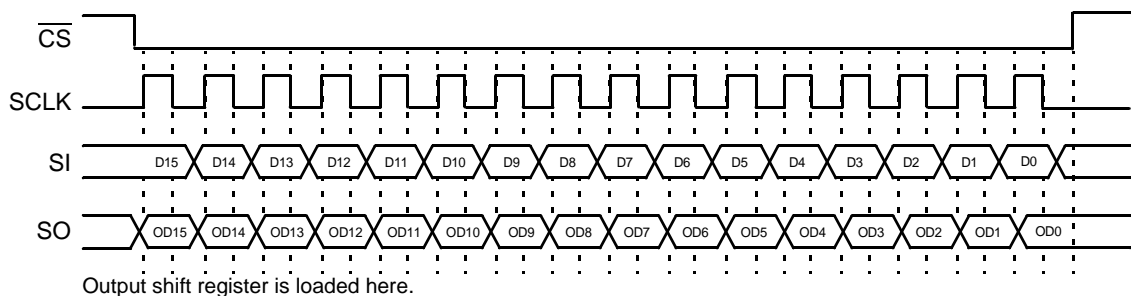 CS
SCLK
SI D15 D14 D13 D12 D11 D10 D9 D8 D7 D6 D5 D4 D3 D2 D1 D0
SO OD15 OD14 OD13 OD12 OD11 OD10 OD9 OD8 OD7 OD6 OD5 OD4 OD3 OD2 OD1 OD0
Output shift register is loaded here.